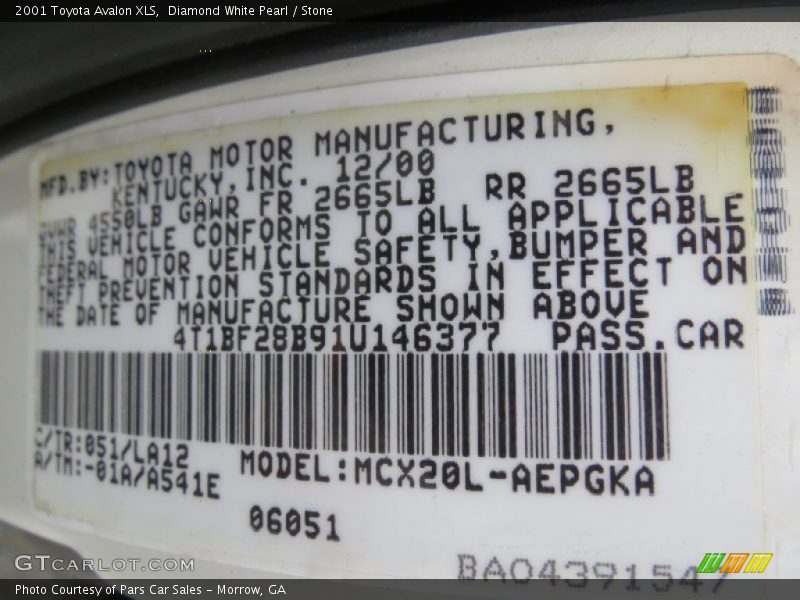 2001 Toyota Avalon XLS,  Diamond White Pearl / Stone
MFD.BY:TOYOTA MOTOR MANUFACTURING,
KENTUCKY,INC. 12/00
GVWR 4550LB GAWR FR 2665LB RR 2665LB
THIS VEHICLE CONFORMS TO ALL APPLICABLE
FEDERAL MOTOR VEHICLE SAFETY,BUMPER AND
THEFT PREVENTION STANDARDS IN EFFECT ON
THE DATE OF MANUFACTURE SHOWN ABOVE
4T1BF28B91U146377 PASS.CAR
C/TR:051/LA12
A/TM:-01A/A541E
MODEL:MCX20L-AEPGKA
06051
BA04391547
GTCARLOT.COM
Photo Courtesy of Pars Car Sales - Morrow, GA